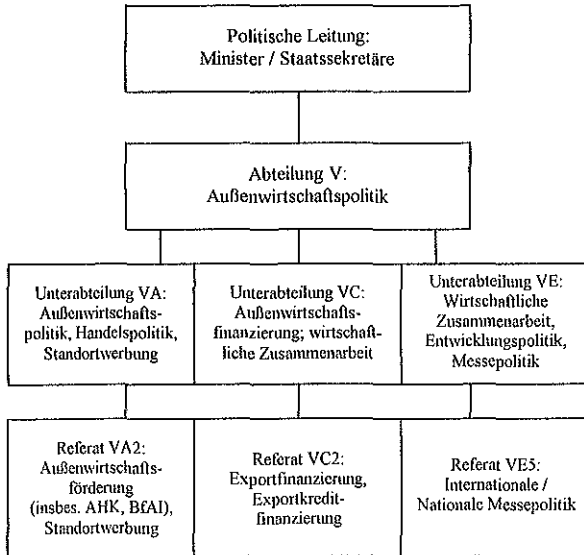 Politische Leitung:
Minister / Staatssekretäre
Abteilung V:
Außenwirtschaftspolitik
Unterabteilung VA:
Außenwirtschafts-
politik, Handelspolitik,
Standortwerbung
Unterabteilung VC:
Außenwirtschafts-
finanzierung; wirtschaft-
liche Zusammenarbeit
Unterabteilung VE:
Wirtschaftliche
Zusammenarbeit,
Entwicklungspolitik,
Messepolitik
Referat VA2:
Außenwirtschafts-
förderung
(insbes. AHK, BfAI),
Standortwerbung
Referat VC2:
Exportfinanzierung,
Exportkredit-
finanzierung
Referat VE5:
Internationale /
Nationale Messepolitik